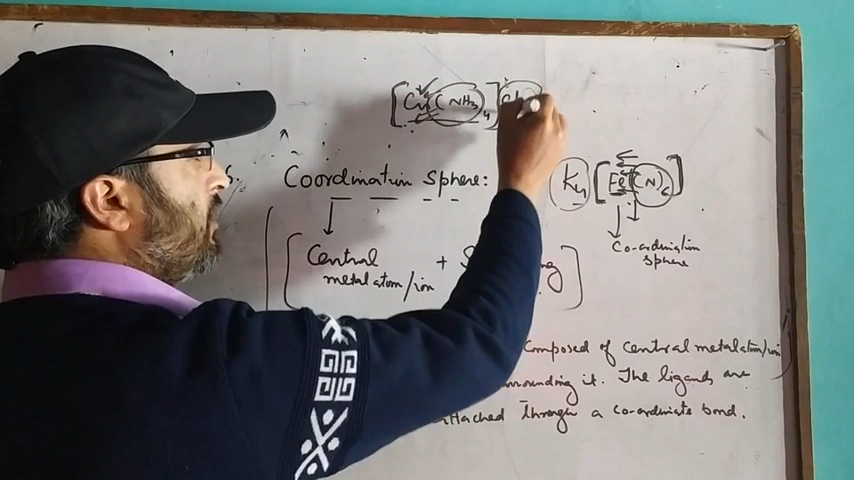 [Cu(NH3)4]
Coordination Sphere:
K4[Fe(CN)6]
Central
metal atom/ion
+
Co-ordination
sphere
composed of central metal atom/ion
surrounding it. The ligands are
attached through a co-ordinate bond.